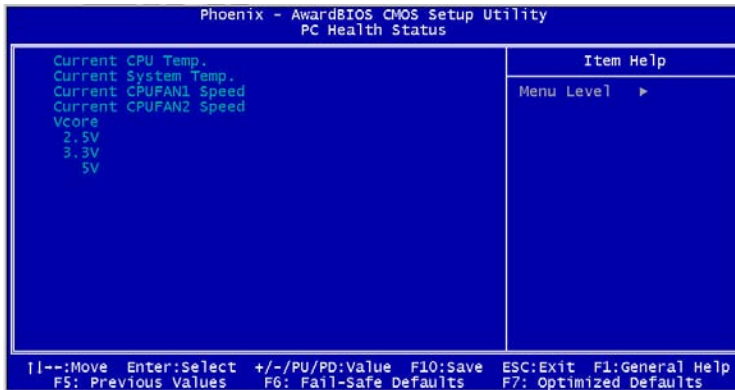 Phoenix - AwardBIOS CMOS Setup Utility
PC Health Status
Current CPU Temp.
Current System Temp.
Current CPUFAN1 Speed
Current CPUFAN2 Speed
Vcore
2.5V
3.3V
5V
Item Help
Menu Level ►
↑↓--:Move Enter:Select +/-/PU/PD:Value F10:Save ESC:Exit F1:General Help
F5: Previous Values F6: Fail-Safe Defaults F7: Optimized Defaults